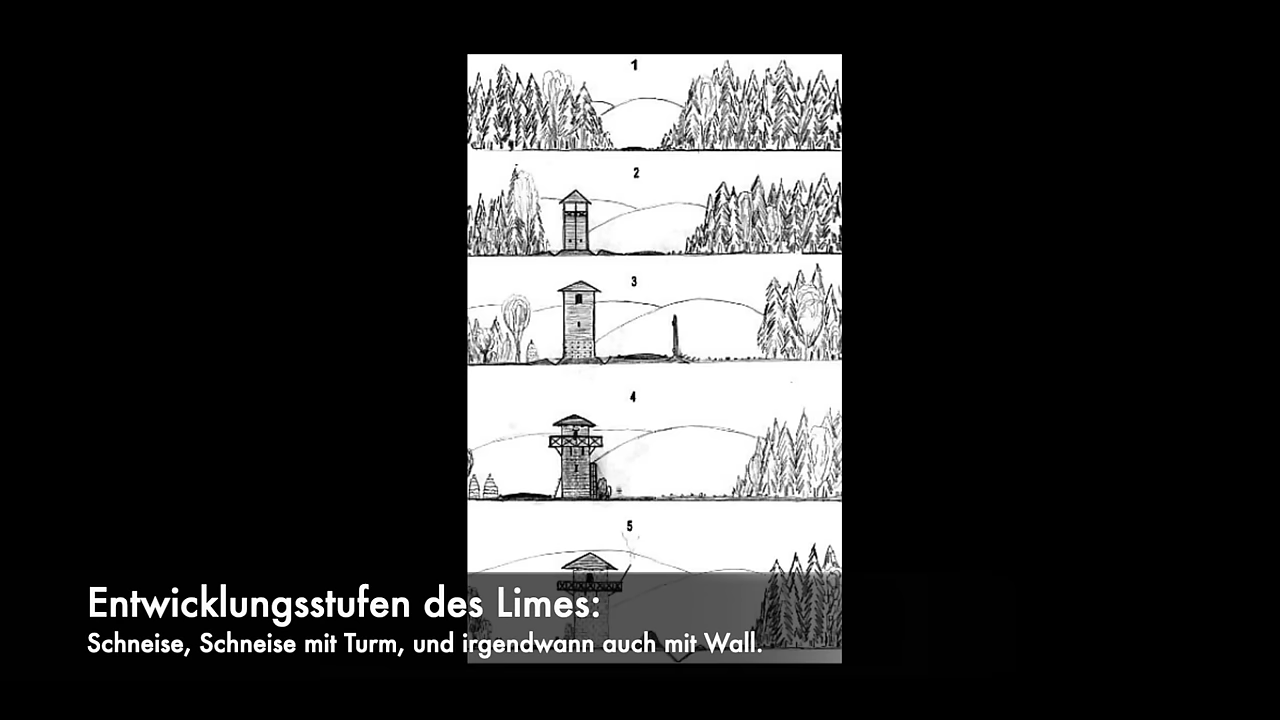 1
2
3
4
5
Entwicklungsstufen des Limes:
Schneise, Schneise mit Turm, und irgendwann auch mit Wall.